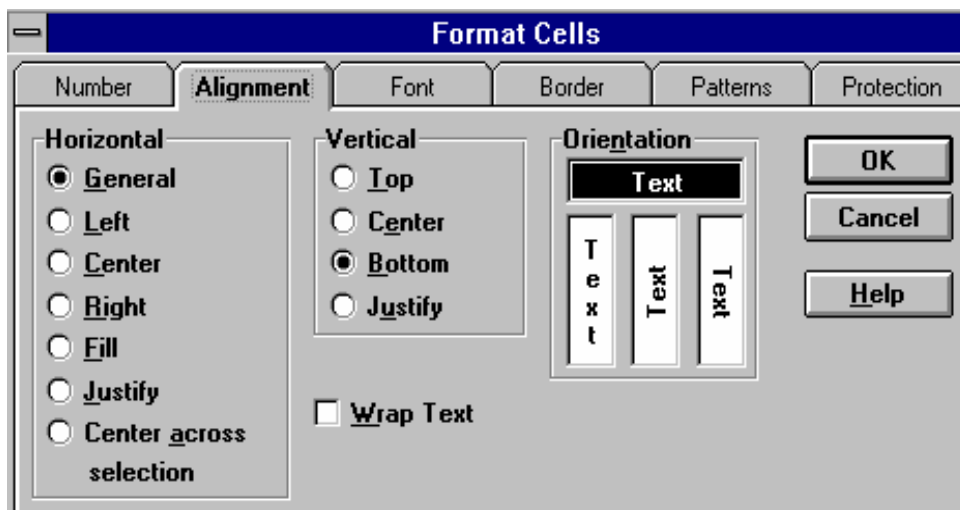 Format Cells
Number Alignment Font Border Patterns Protection
Horizontal
General
Left
Center
Right
Fill
Justify
Center across
selection
Vertical
Top
Center
Bottom
Justify
Wrap Text
Orientation
Text
Text
Text
Text
OK
Cancel
Help